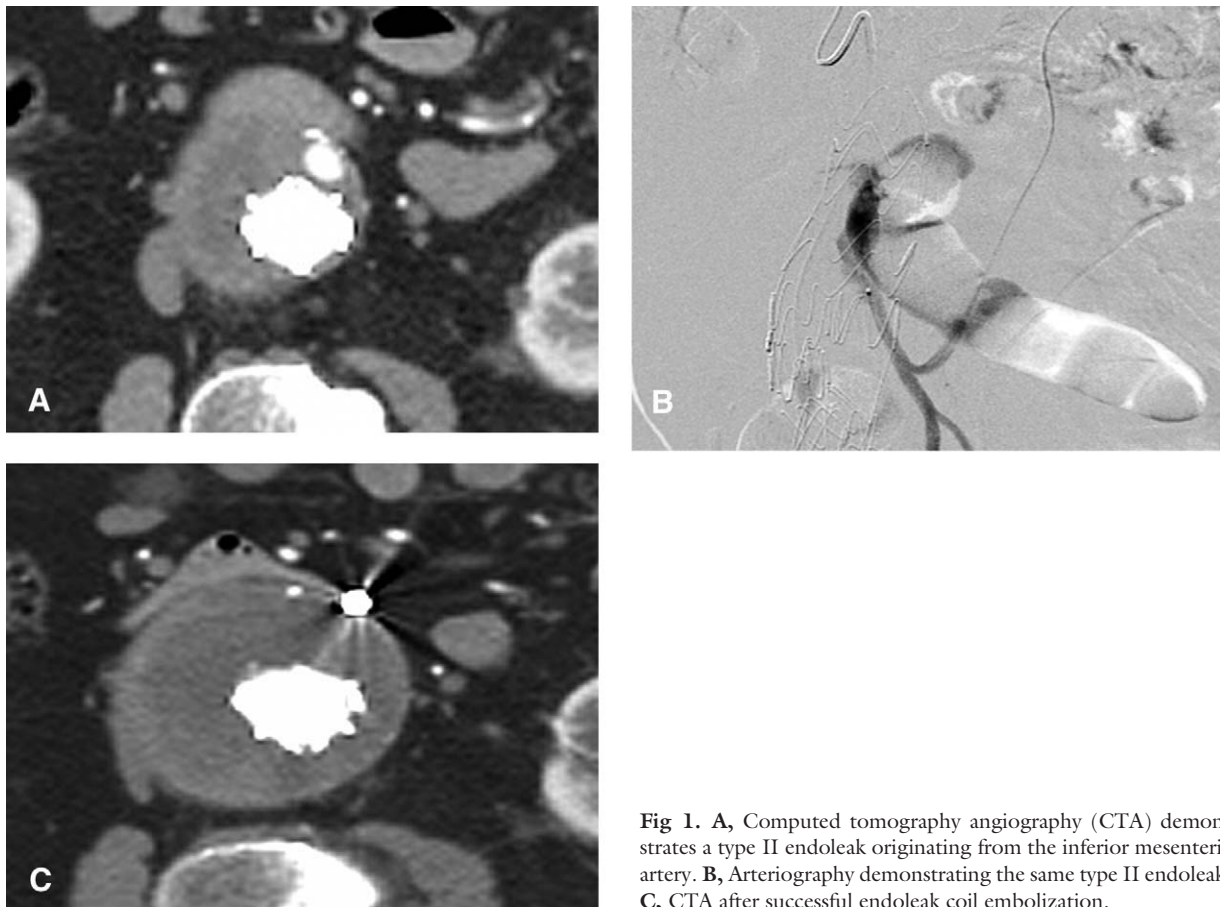 A
B
C
Fig 1. A, Computed tomography angiography (CTA) demon
strates a type II endoleak originating from the inferior mesenteri
artery. B, Arteriography demonstrating the same type II endoleak
C, CTA after successful endoleak coil embolization.